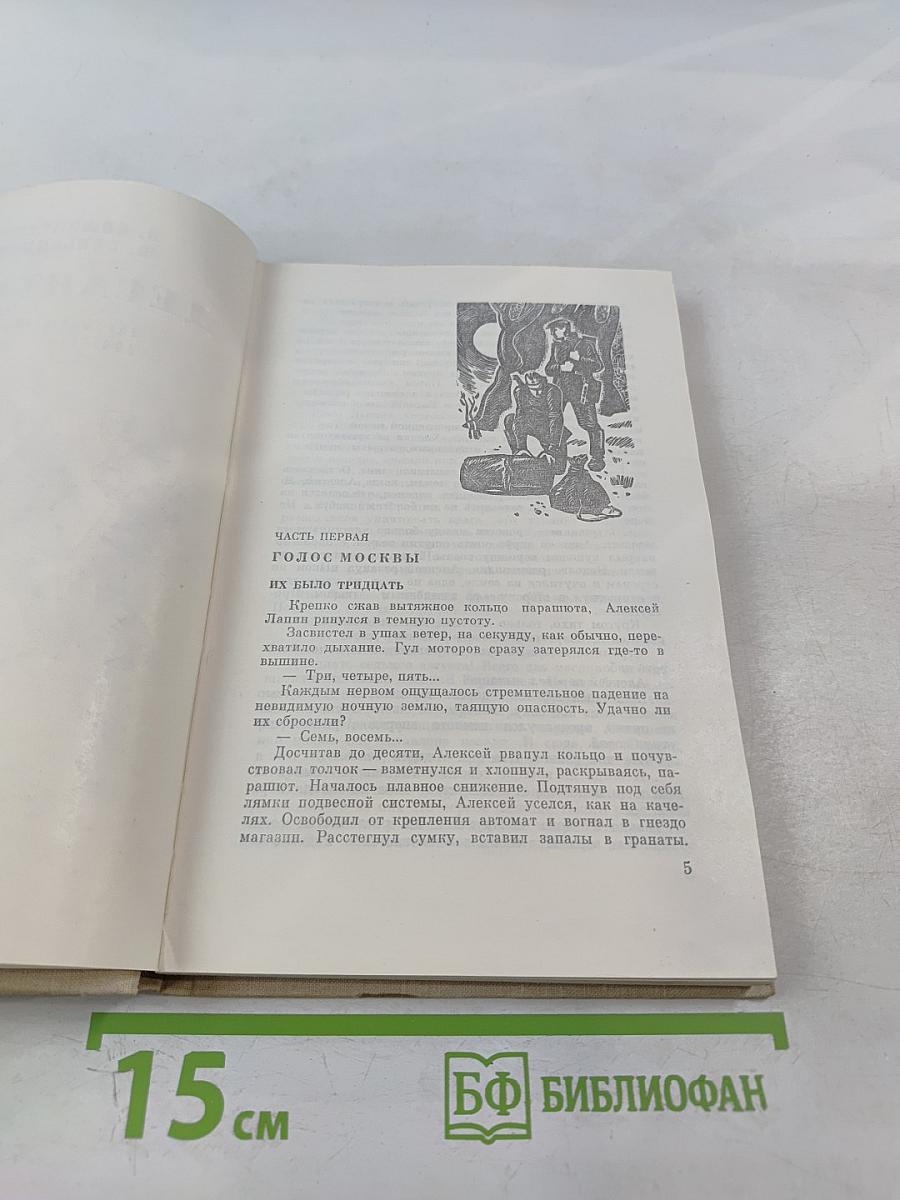 ЧАСТЬ ПЕРВАЯ
ГОЛОС МОСКВЫ
ИХ БЫЛО ТРИДЦАТЬ
Крепко сжав вытяжное кольцо парашюта, Алексей
Лапин ринулся в темную пустоту.
Засвистел в ушах ветер, на секунду, как обычно, пере-
хватило дыхание. Гул моторов сразу затерялся где-то в
вышине.
— Три, четыре, пять...
Каждым нервом ощущалось стремительное падение на
невидимую ночную землю, таящую опасность. Удачно ли
их сбросили?
— Семь, восемь...
Досчитав до десяти, Алексей рванул кольцо и почув-
ствовал толчок — взметнулся и хлопнул, раскрываясь, па-
рашют. Началось плавное снижение. Подтянув под себя
лямки подвесной системы, Алексей уселся, как на каче-
лях. Освободил от крепления автомат и вогнал в гнездо
магазин. Расстегнул сумку, вставил запалы в гранаты.
5
15 см
БФ БИБЛИОФАН